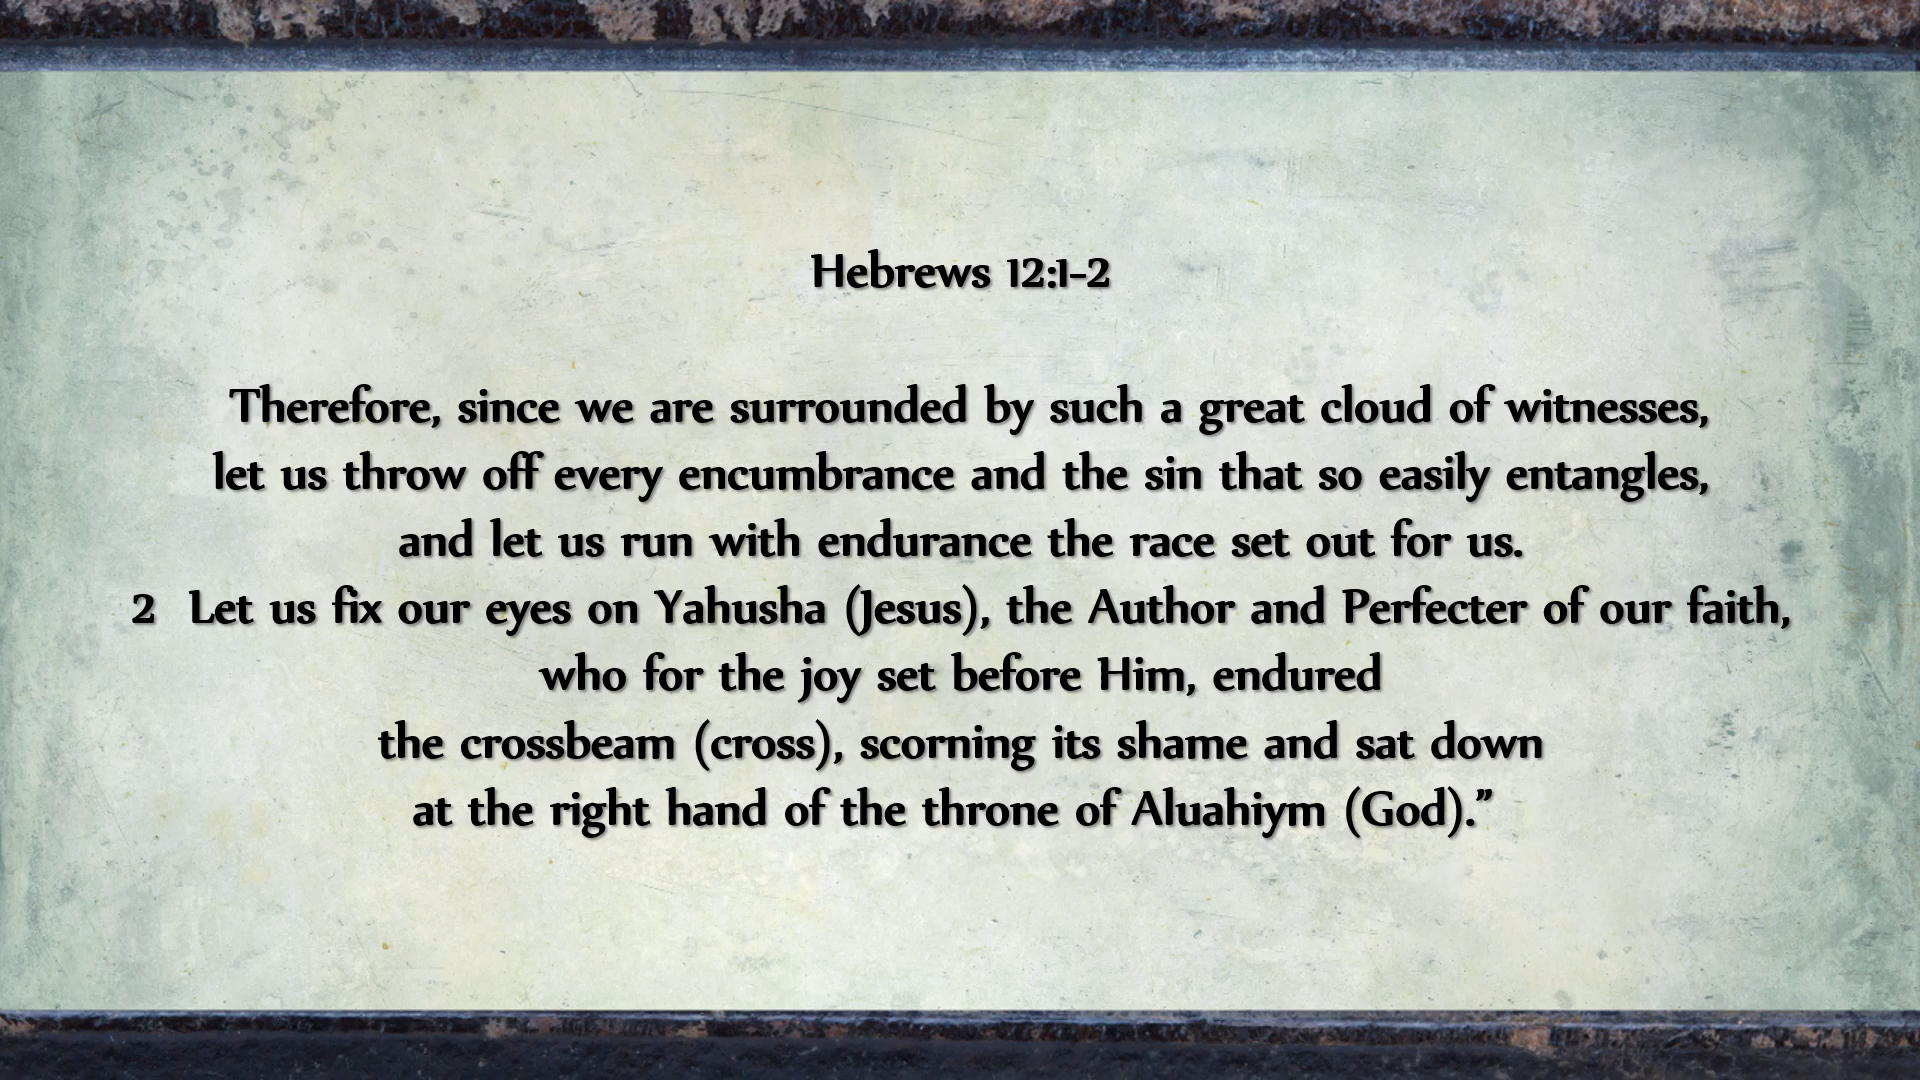 Hebrews 12:1-2
Therefore, since we are surrounded by such a great cloud of witnesses,
let us throw off every encumbrance and the sin that so easily entangles,
and let us run with endurance the race set out for us.
2 Let us fix our eyes on Yahusha (Jesus), the Author and Perfecter of our faith,
who for the joy set before Him, endured
the crossbeam (cross), scorning its shame and sat down
at the right hand of the throne of Aluahiym (God).”